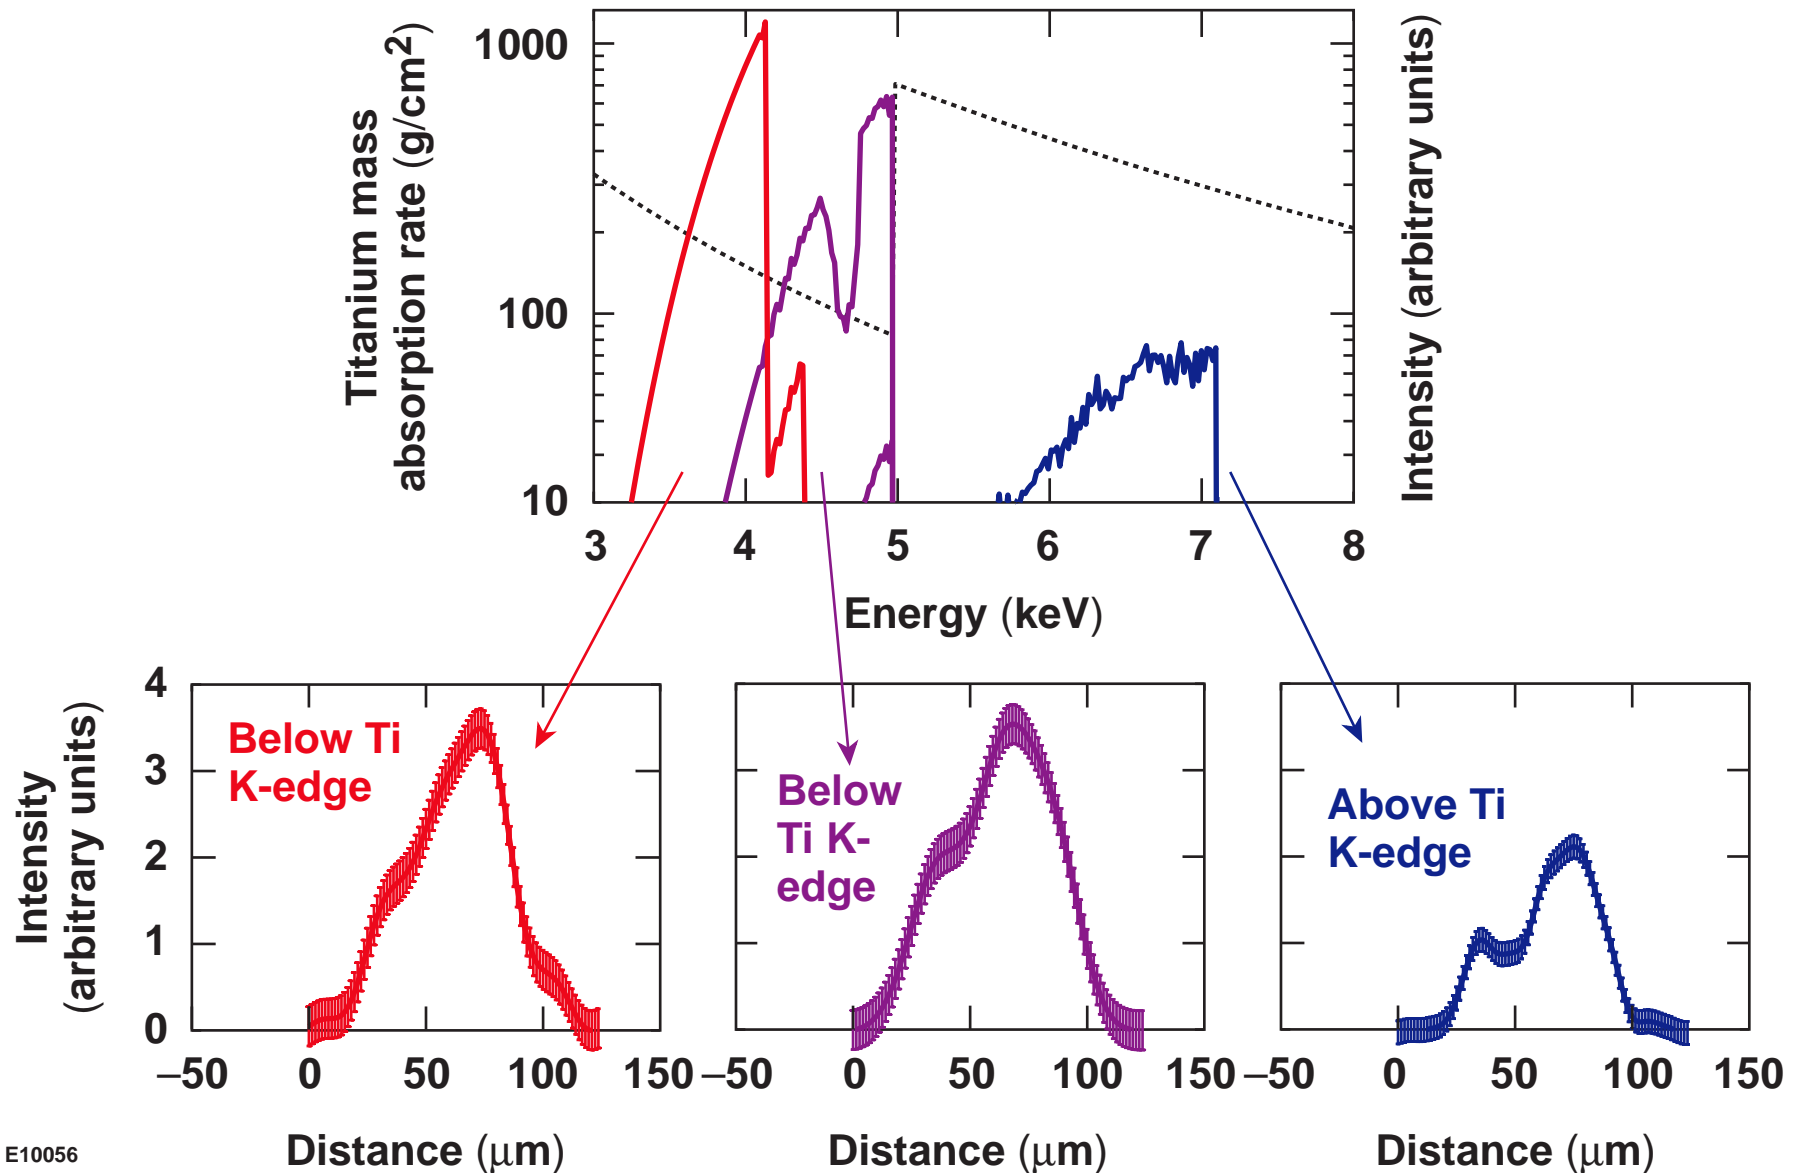 Titanium mass
absorption rate (g/cm2)
1000
100
10
Intensity (arbitrary units)
3 4 5 6 7 8
Energy (keV)
Intensity
(arbitrary units)
4
3
2
1
0
Below Ti
K-edge
–50 0 50 100 150
Distance (μm)
Below
Ti K-
edge
–50 0 50 100 150
Distance (μm)
Above Ti
K-edge
–50 0 50 100 150
Distance (μm)
E10056